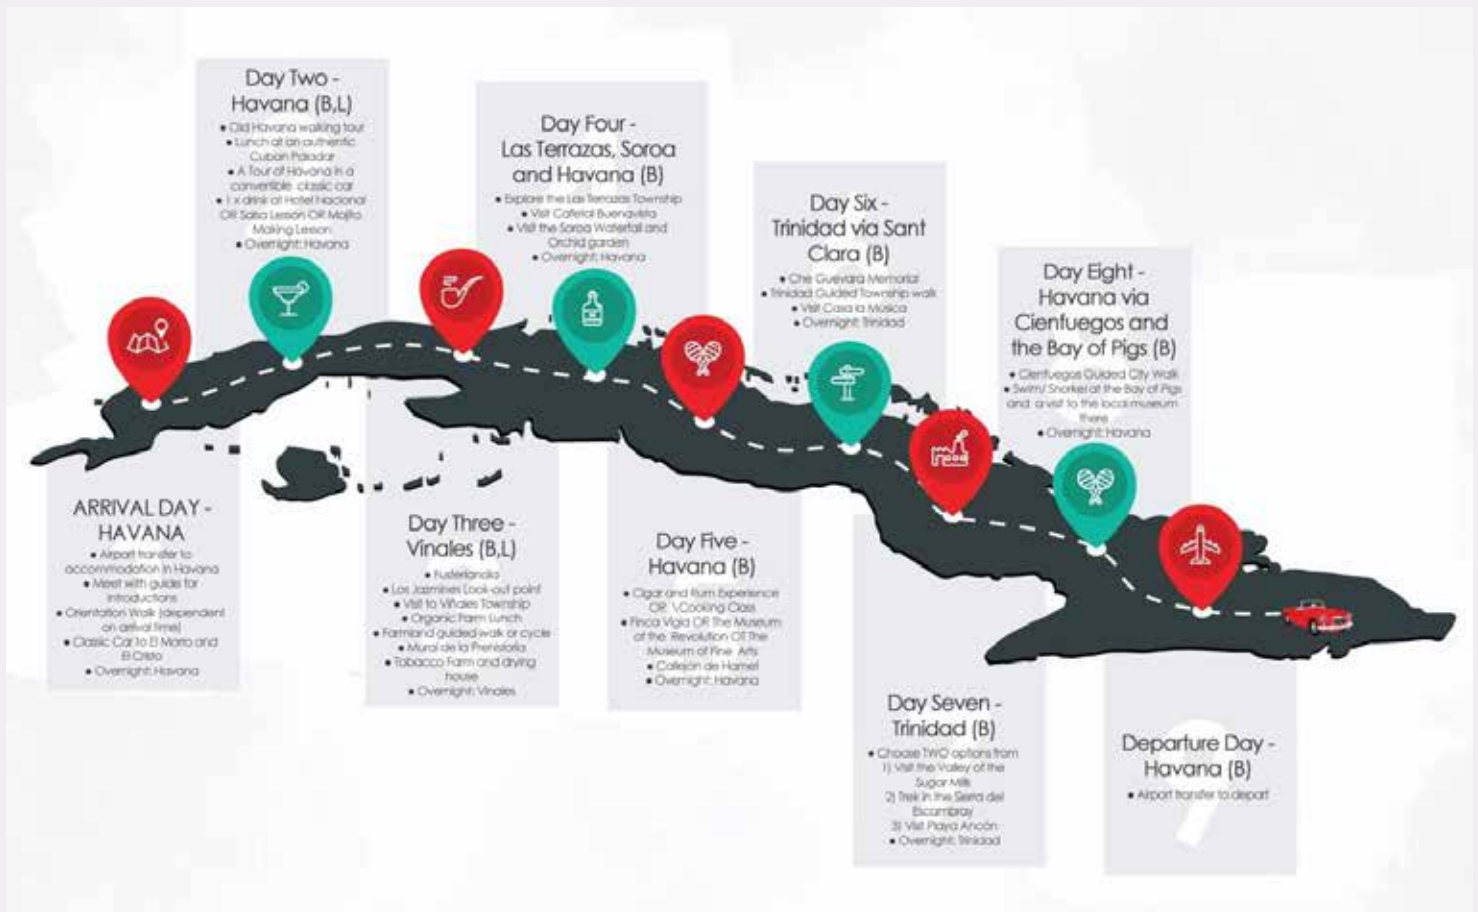 ARRIVAL DAY -
HAVANA
• Airport transfer to
accommodation in Havana
• Meet with guide for
introductions
• Orientation Walk (dependent
on arrival time)
• Classic Car to El Morro and
El Cristo
• Overnight: Havana
Day Two -
Havana (B,L)
• Old Havana walking tour
• Lunch at an authentic
Cuban Paladar
• A Tour of Havana in a
convertible classic car
• 1 x drink at Hotel Nacional
OR Salsa Lesson OR Mojito
Making Lesson
• Overnight: Havana
Day Three -
Vinales (B,L)
• Fusterlandia
• Los Jazmines Look-out point
• Visit to Viñales Township
• Organic Farm Lunch
• Farmland guided walk or cycle
• Mural de la Prehistoria
• Tobacco Farm and drying
house
• Overnight: Vinales
Day Four -
Las Terrazas, Soroa
and Havana (B)
• Explore the Las Terrazas Township
• Visit Cafetal Buenavista
• Visit the Soroa Waterfall and
Orchid garden
• Overnight: Havana
Day Five -
Havana (B)
• Cigar and Rum Experience
OR \Cooking Class
• Finca Vigia OR The Museum
of the Revolution OT The
Museum of Fine Arts
• Callejon de Hamel
• Overnight: Havana
Day Six -
Trinidad via Sant
Clara (B)
• Che Guevara Memorial
• Trinidad Guided Township walk
• Visit Casa la Música
• Overnight: Trinidad
Day Seven -
Trinidad (B)
• Choose TWO options from
1) Visit the Valley of the
Sugar Mills
2) Trek in the Sierra del
Escambray
3) Visit Playa Ancón
• Overnight: Trinidad
Day Eight -
Havana via
Cienfuegos and
the Bay of Pigs (B)
• Cienfuegos Guided City Walk
• Swim/ Snorkel at the Bay of Pigs
and a visit to the local museum
there
• Overnight: Havana
9
Departure Day -
Havana (B)
• Airport transfer to depart